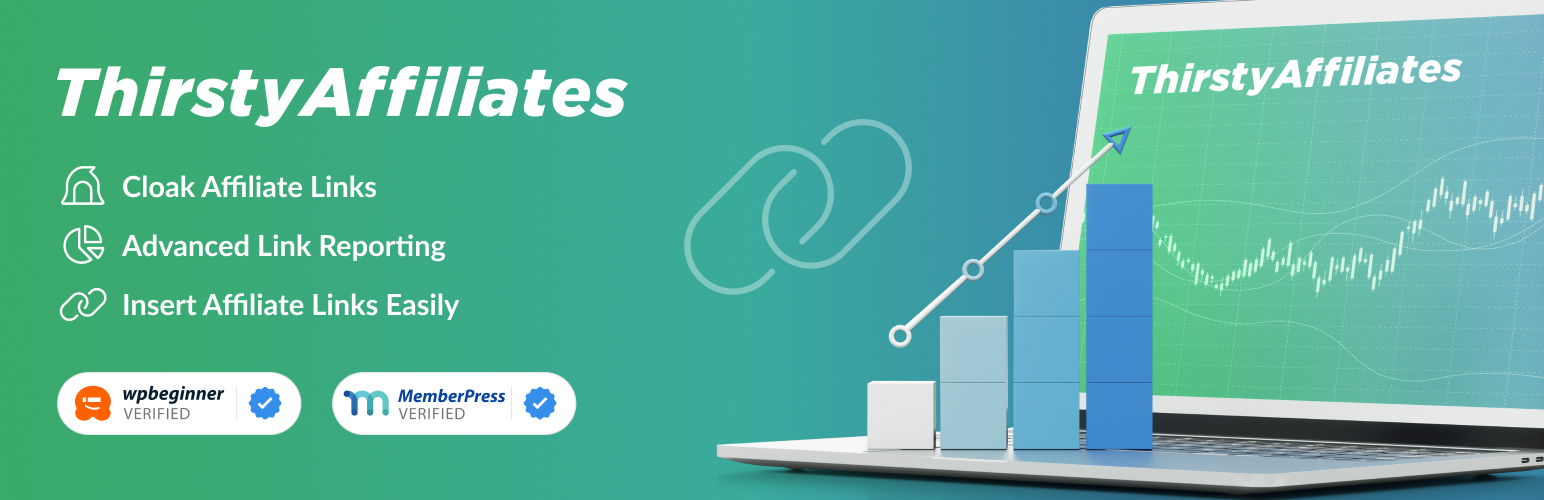 ThirstyAffiliates
Cloak Affiliate Links
Advanced Link Reporting
Insert Affiliate Links Easily
wpbeginner
VERIFIED
MemberPress
VERIFIED
ThirstyAffiliates